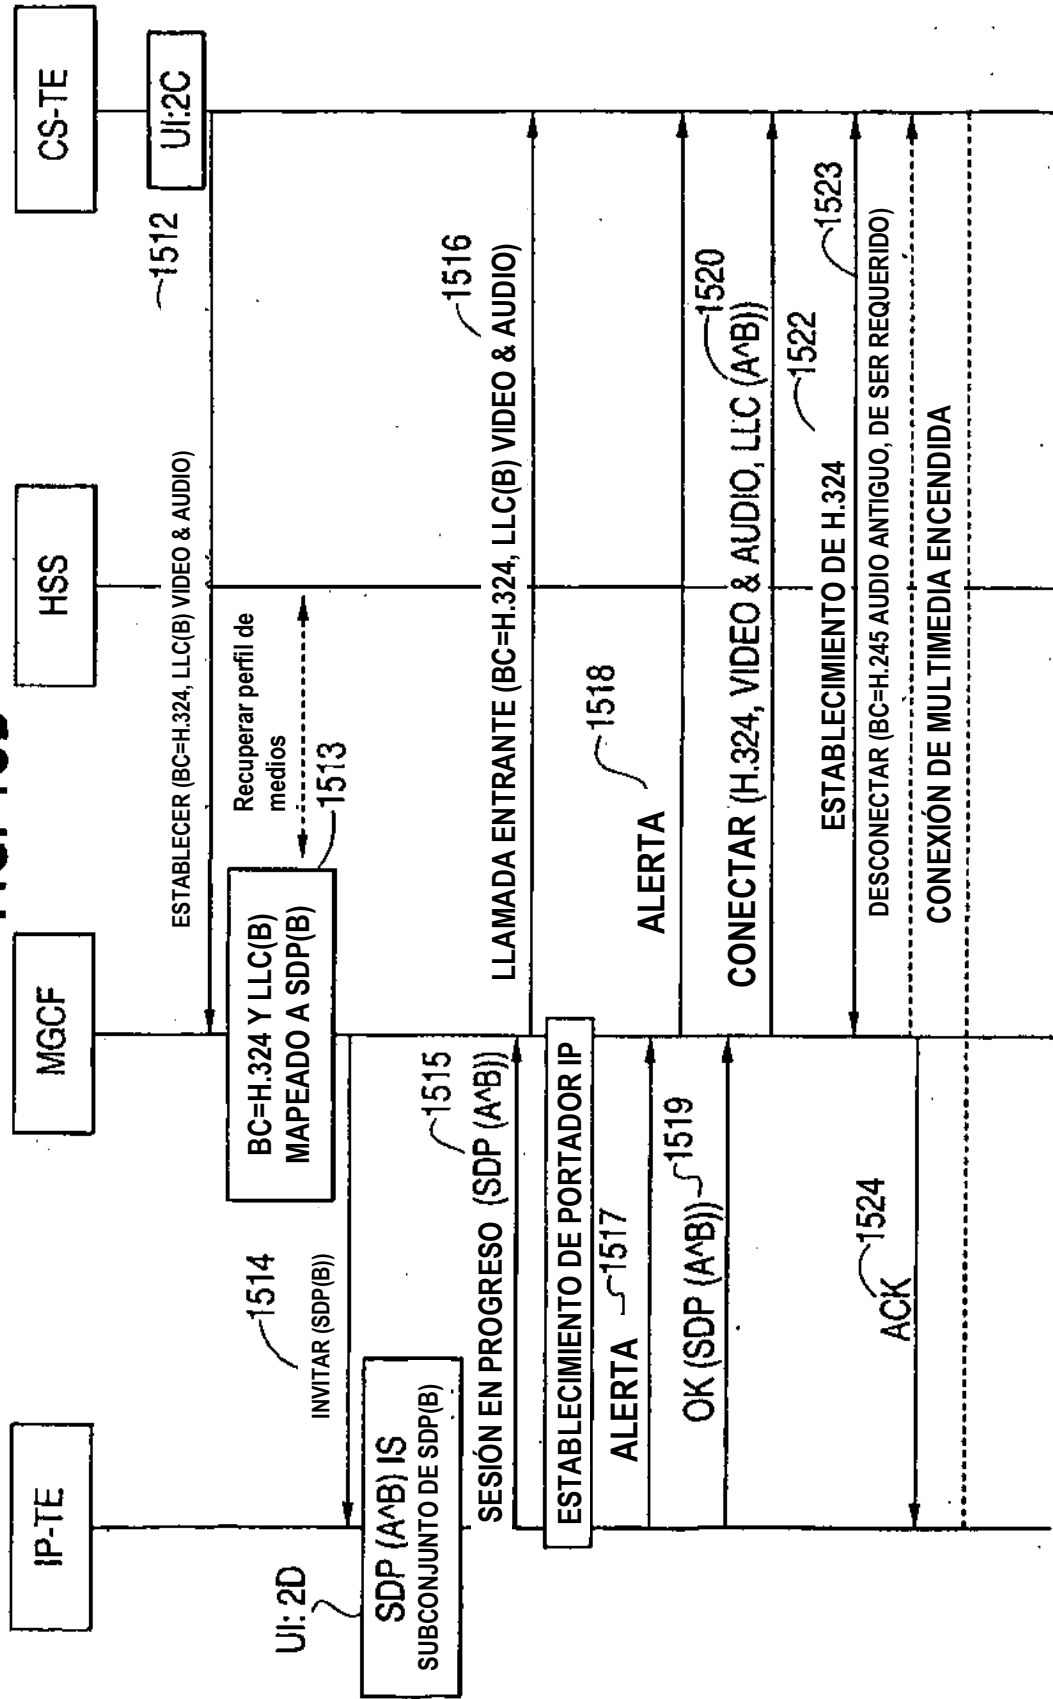 IP-TE
MGCF
HSS
CS-TE
UI:2C
1512
ESTABLECER (BC=H.324, LLC(B) VIDEO & AUDIO)
BC=H.324 Y LLC(B)
MAPEADO A SDP(B)
Recuperar perfil de
medios
1513
1514
INVITAR (SDP(B))
UI: 2D
SDP (A^B) IS
SUBCONJUNTO DE SDP(B)
SESIÓN EN PROGRESO (SDP (A^B))
1515
LLAMADA ENTRANTE (BC=H.324, LLC(B) VIDEO & AUDIO)
1516
ESTABLECIMIENTO DE PORTADOR IP
ALERTA
1517
ALERTA
1518
OK (SDP (A^B))
1519
CONECTAR (H.324, VIDEO & AUDIO, LLC (A^B))
1520
ESTABLECIMIENTO DE H.324
1522
DESCONECTAR (BC=H.245 AUDIO ANTIGUO, DE SER REQUERIDO)
1523
ACK
1524
CONEXIÓN DE MULTIMEDIA ENCENDIDA